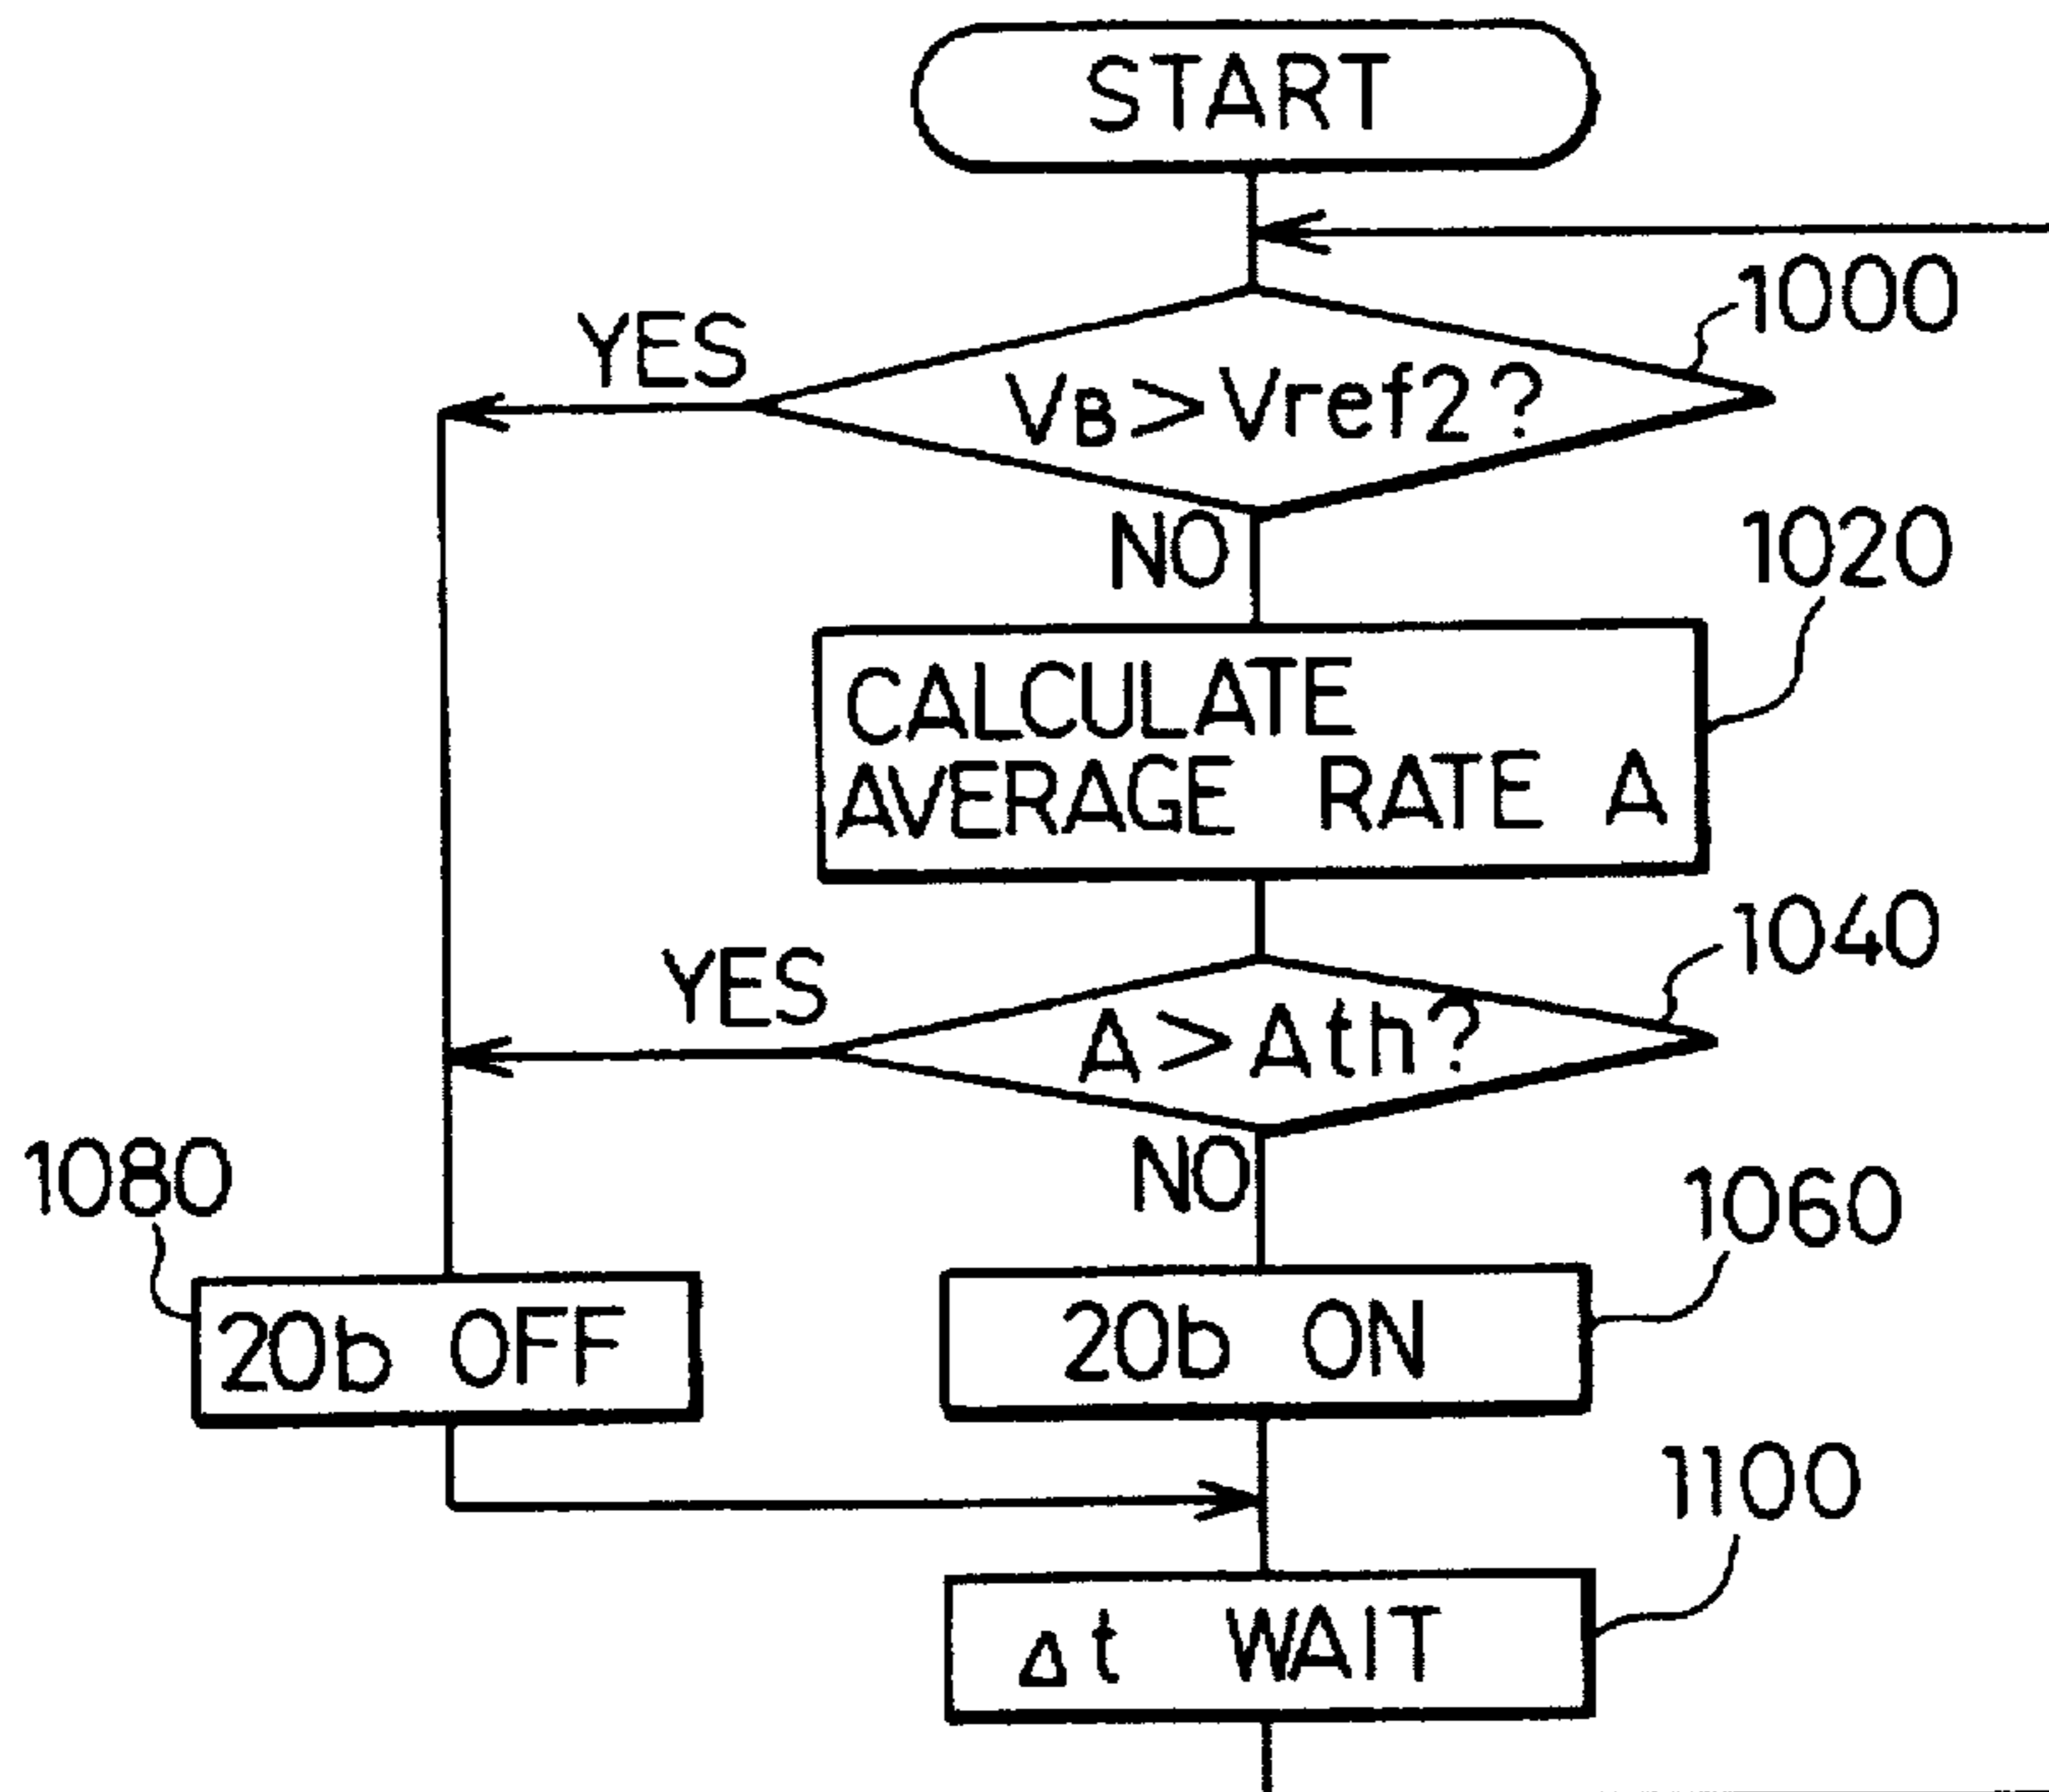 START
1000
YES
VB>Vref2?
NO
1020
CALCULATE
AVERAGE RATE A
1040
YES
A>Ath?
NO
1080
1060
20b OFF
20b ON
1100
Δt WAIT